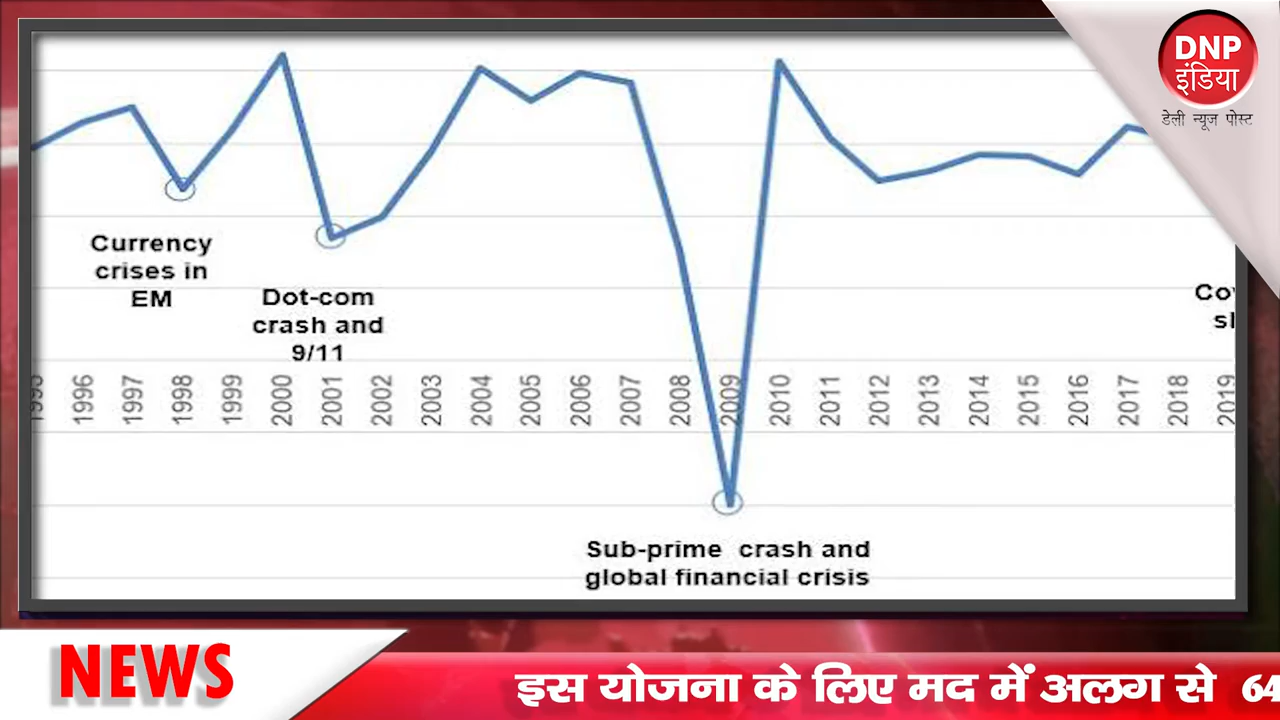 DNP
इंडिया
डेली न्यूज़ पोस्ट
Currency
crises in
EM
Dot-com
crash and
9/11
1996 1997 1998 1999 2000 2001 2002 2003 2004 2005 2006 2007 2008 2009 2010 2011 2012 2013 2014 2015 2016 2017 2018 2019
Sub-prime crash and
global financial crisis
NEWS
इस योजना के लिए मद में अलग से 64